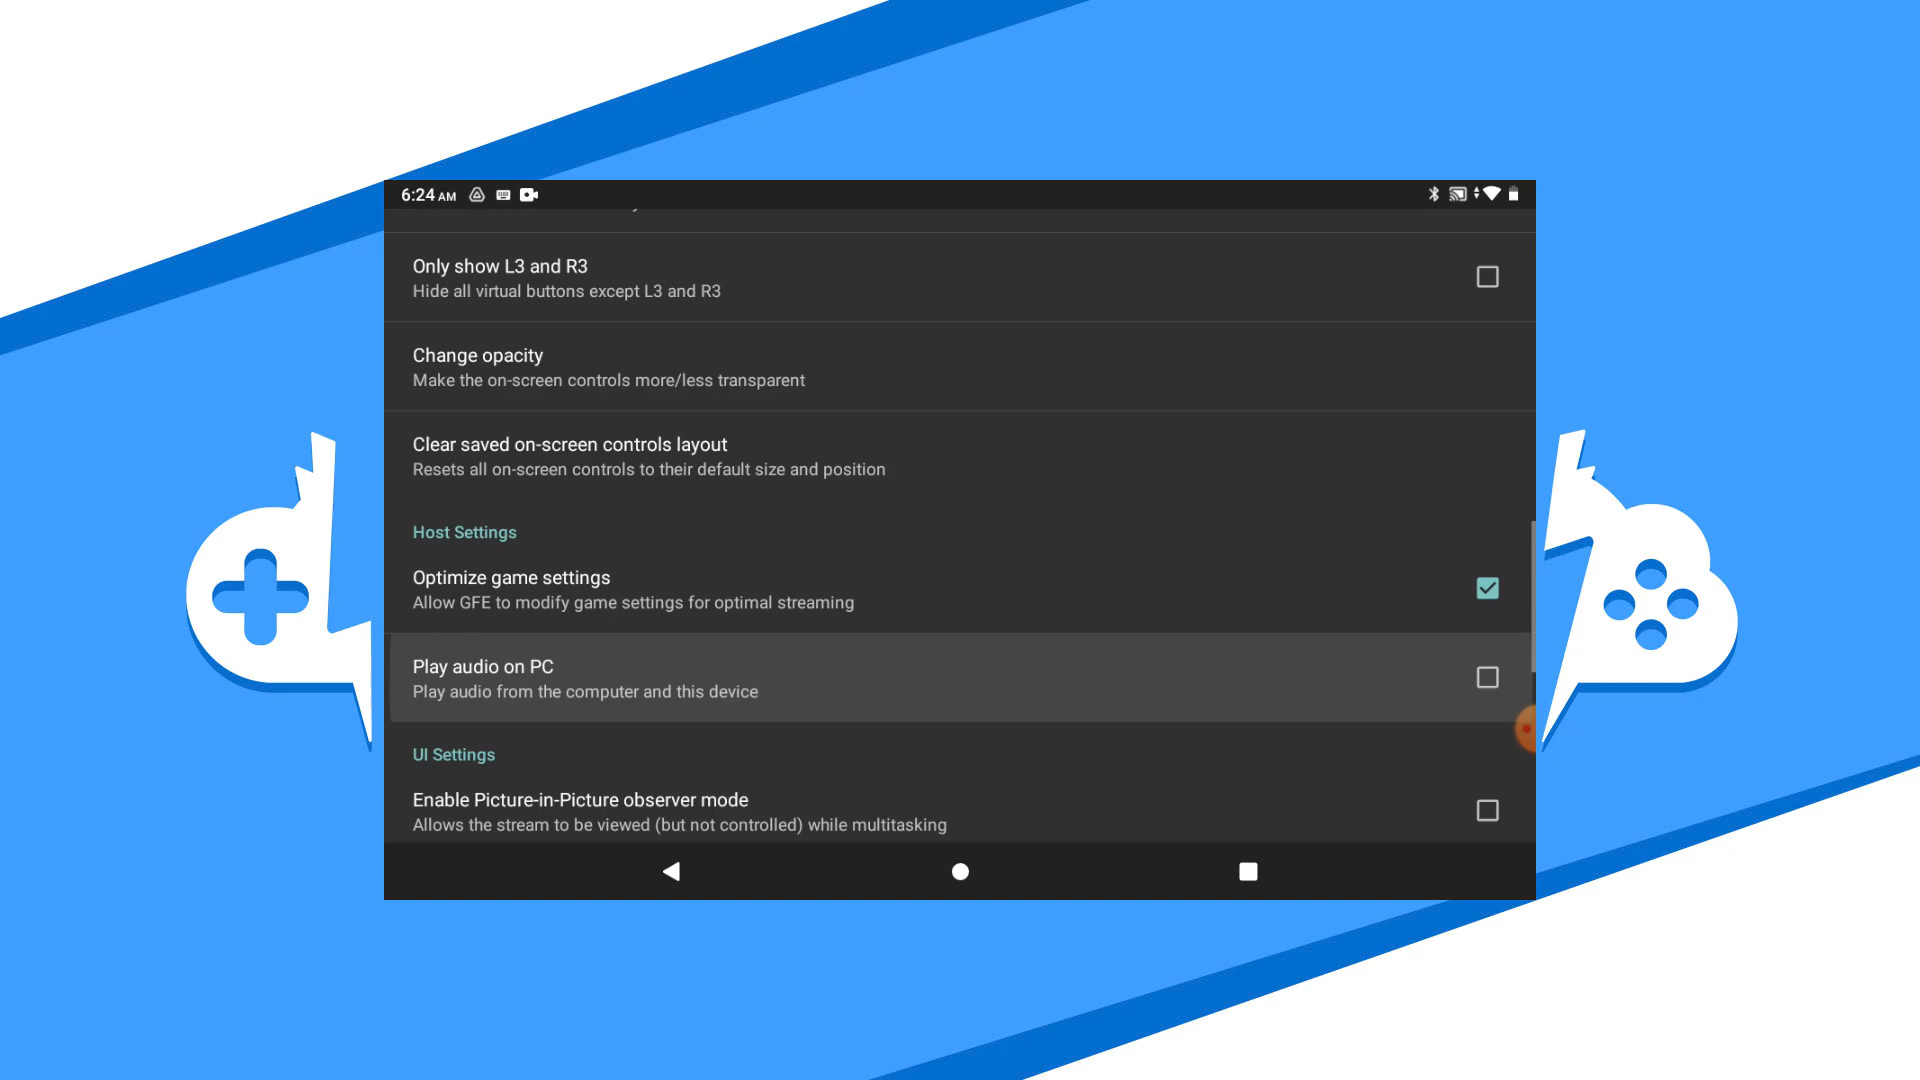 6:24 AM
Only show L3 and R3
Hide all virtual buttons except L3 and R3
Change opacity
Make the on-screen controls more/less transparent
Clear saved on-screen controls layout
Resets all on-screen controls to their default size and position
Host Settings
Optimize game settings
Allow GFE to modify game settings for optimal streaming
Play audio on PC
Play audio from the computer and this device
UI Settings
Enable Picture-in-Picture observer mode
Allows the stream to be viewed (but not controlled) while multitasking